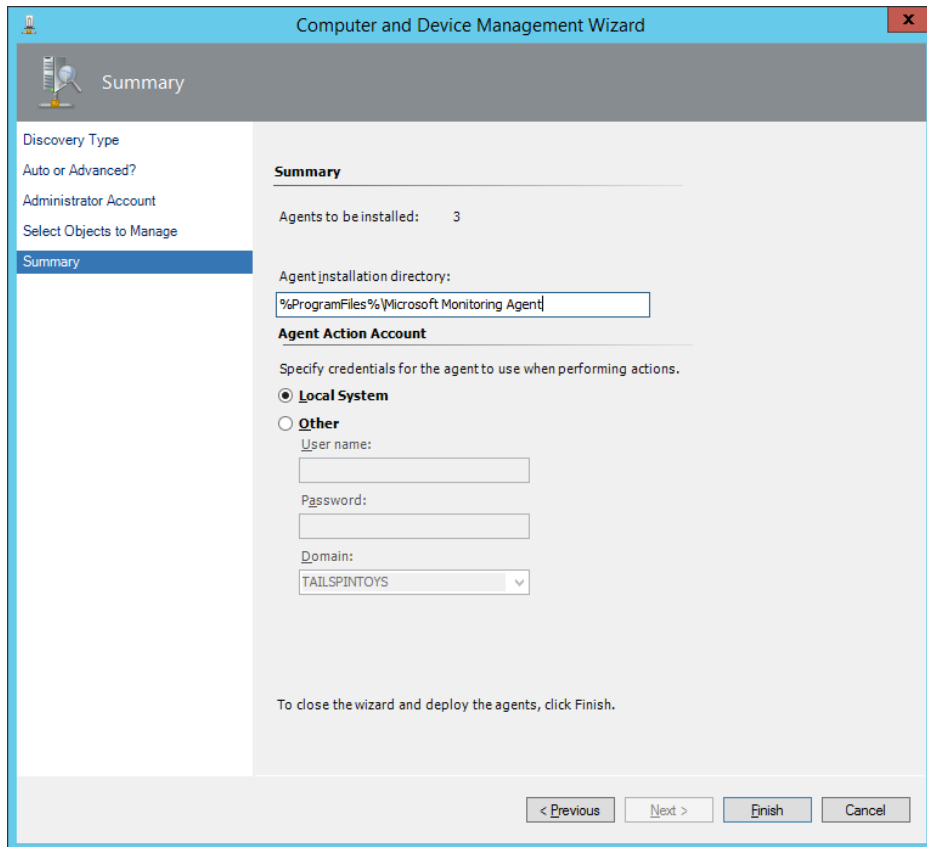 Computer and Device Management Wizard
x
Summary
Discovery Type
Auto or Advanced?
Administrator Account
Select Objects to Manage
Summary
Summary
Agents to be installed: 3
Agent installation directory:
%ProgramFiles%\Microsoft Monitoring Agent
Agent Action Account
Specify credentials for the agent to use when performing actions.
Local System
Other
User name:
Password:
Domain:
TAILSPINTOYS
To close the wizard and deploy the agents, click Finish.
< Previous Next > Finish Cancel